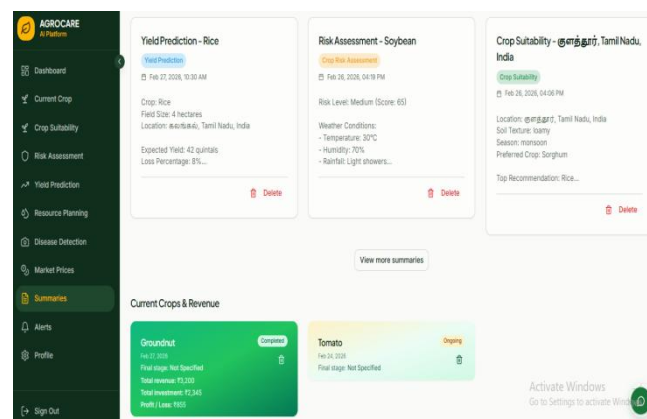 AGROCARE
AI Platform
Dashboard
Current Crop
Crop Suitability
Risk Assessment
Yield Prediction
Resource Planning
Disease Detection
Market Prices
Summaries
Alerts
Profile
Sign Out
Yield Prediction - Rice
Yield Prediction
Feb 27, 2026, 10:30 AM
Crop: Rice
Field Size: 4 hectares
Tamil Nadu, India
Expected Yield: 42 quintals
Loss Percentage: 8%...
Delete
Risk Assessment - Soybean
Crop Risk Assessment
Feb 26, 2026, 04:19 PM
Risk Level: Medium (Score: 65)
Weather Conditions:
- Temperature: 30°C
- Humidity: 70%
- Rainfall: Light showers...
Delete
Crop Suitability - குளத்தூர், Tamil Nadu,
India
Crop Suitability
Feb 26, 2026, 04:06 PM
Location: குளத்தூர், Tamil Nadu, India
Soil Texture: loamy
Season: monsoon
Preferred Crop: Sorghum
Top Recommendation: Rice...
Delete
View more summaries
Current Crops & Revenue
Groundnut
Completed
Feb 27, 2026
Final stage: Not Specified
Total revenue: ₹3,200
Total investment: ₹2,345
Profit / Loss: ₹855
Tomato
Ongoing
Feb 24, 2026
Final stage: Not Specified
Activate Windows
Go to Settings to activate Windows